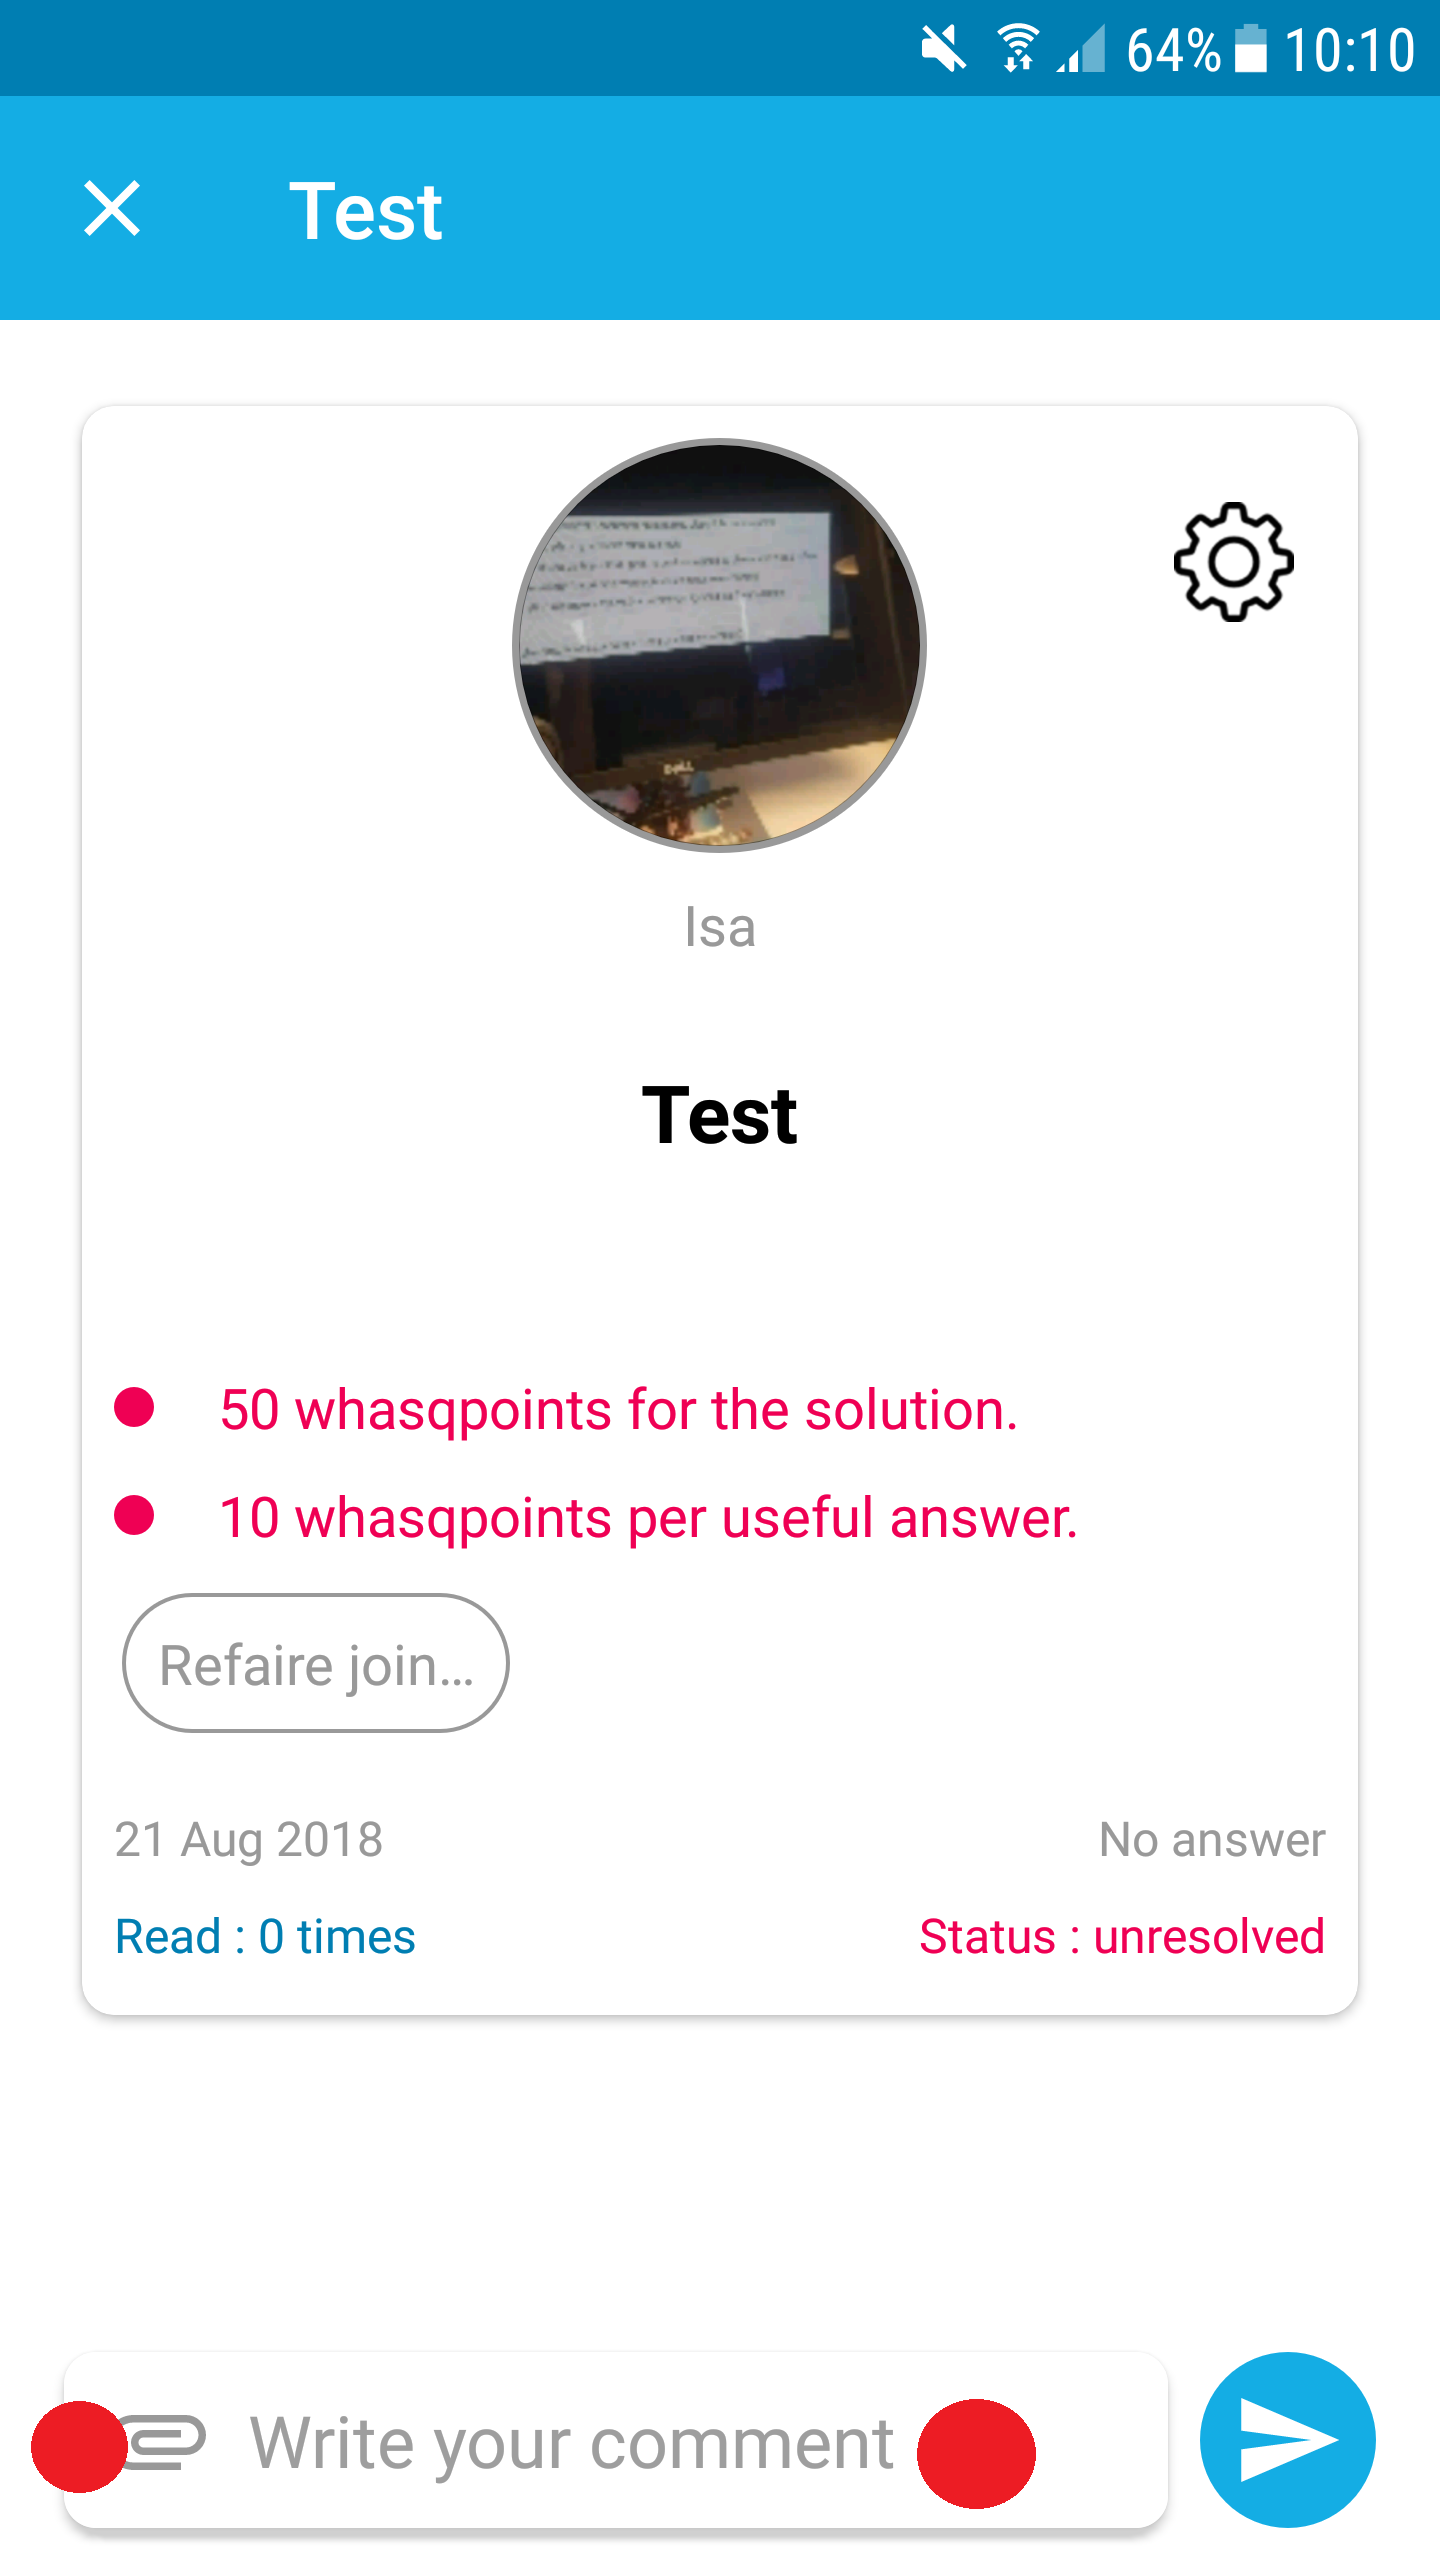 64% 10:10
Test
DELL
Isa
Test
50 whasqpoints for the solution.
10 whasqpoints per useful answer.
Refaire join...
21 Aug 2018 No answer
Read : 0 times Status : unresolved
Write your comment